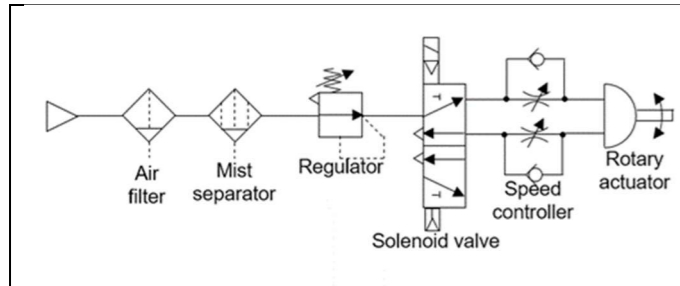 Air
filter
Mist
separator
Regulator
Solenoid valve
Speed
controller
Rotary
actuator